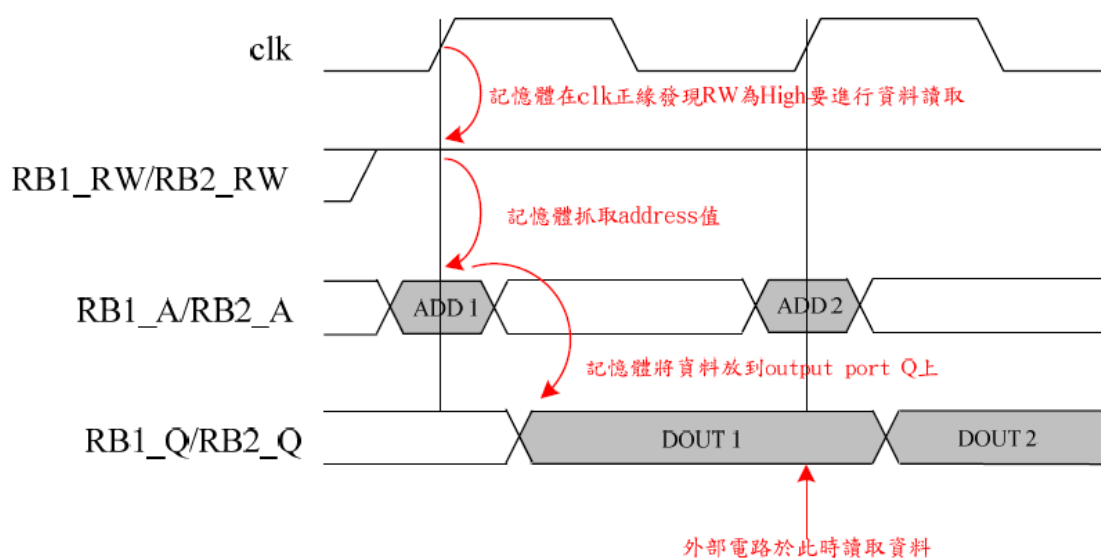 clk
記憶體在clk正緣發現RW為High要進行資料讀取
RB1_RW/RB2_RW
記憶體抓取address值
RB1_A/RB2_A
ADD 1
ADD 2
記憶體將資料放到output port Q上
RB1_Q/RB2_Q
DOUT 1
DOUT 2
外部電路於此時讀取資料